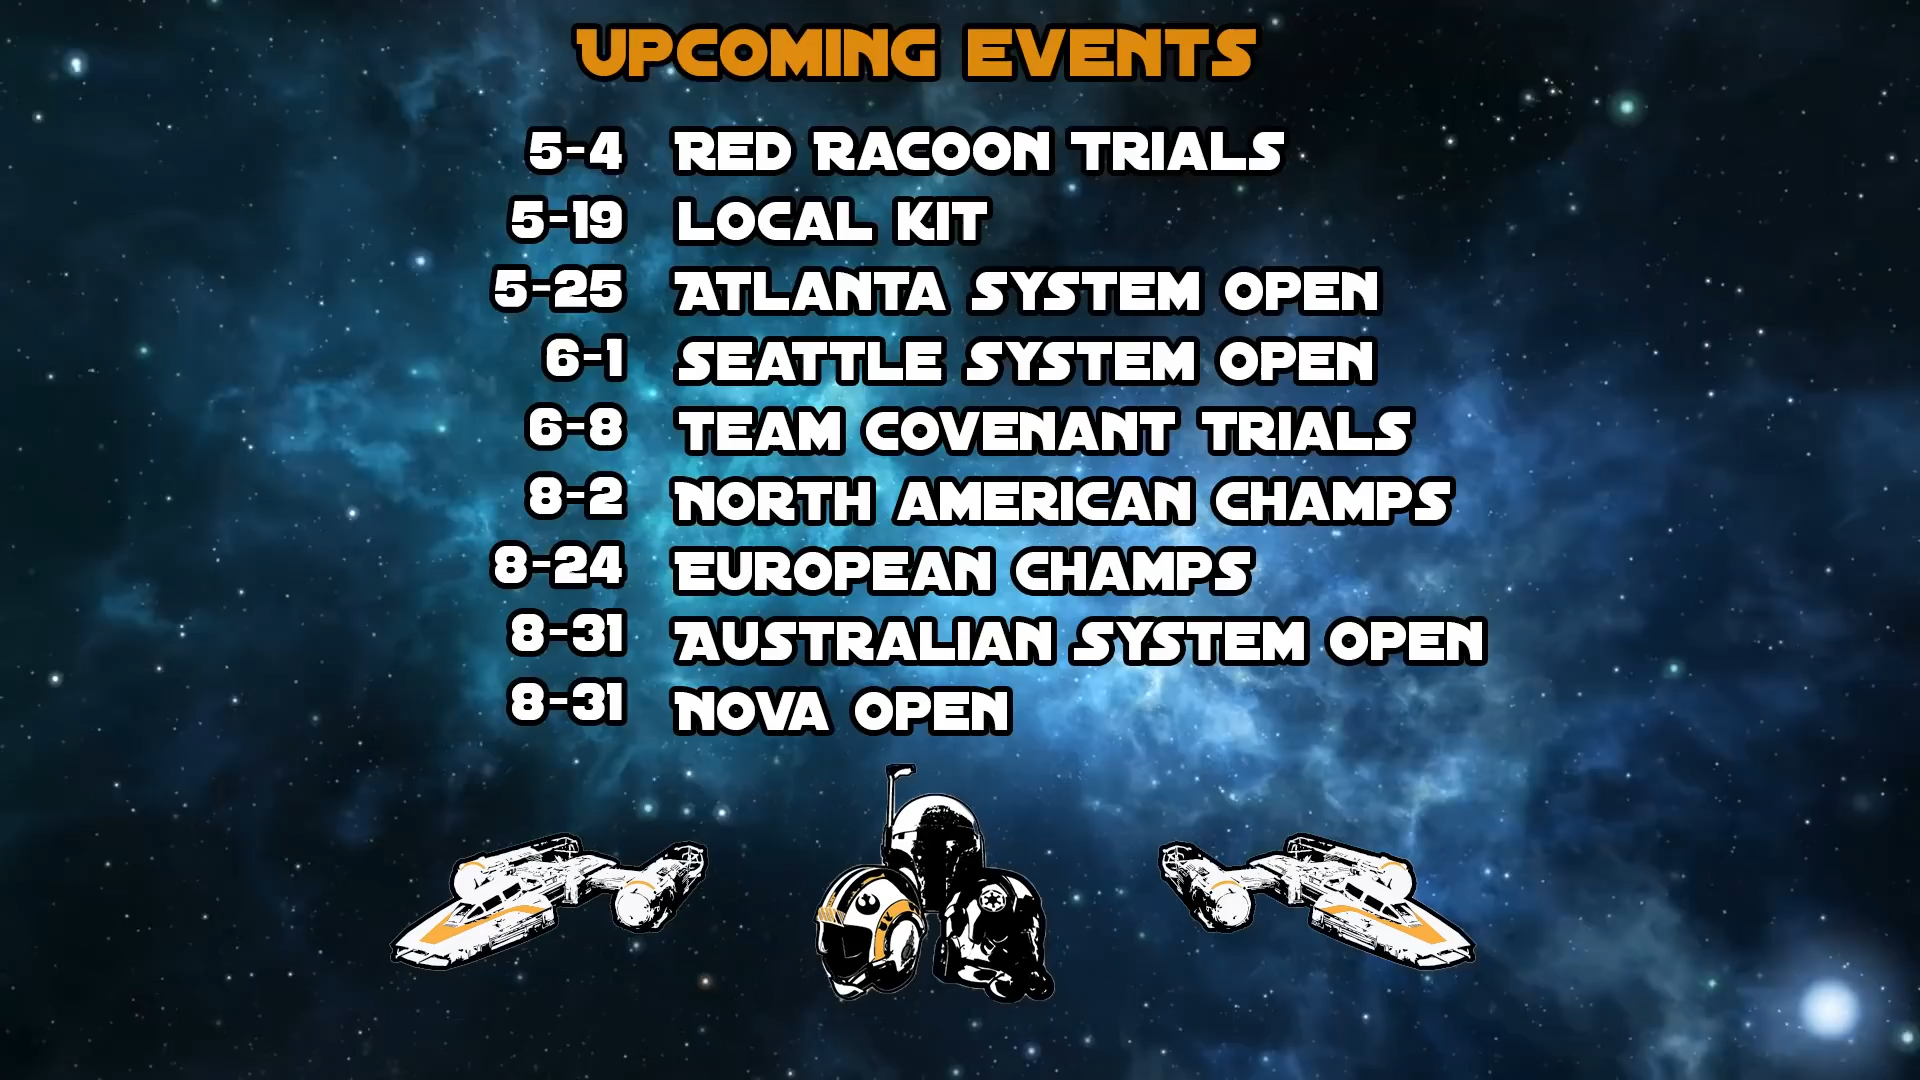 UPCOMING EVENTS
5-4 RED RACOON TRIALS
5-19 LOCAL KIT
5-25 ATLANTA SYSTEM OPEN
6-1 SEATTLE SYSTEM OPEN
6-8 TEAM COVENANT TRIALS
8-2 NORTH AMERICAN CHAMPS
8-24 EUROPEAN CHAMPS
8-31 AUSTRALIAN SYSTEM OPEN
8-31 NOVA OPEN